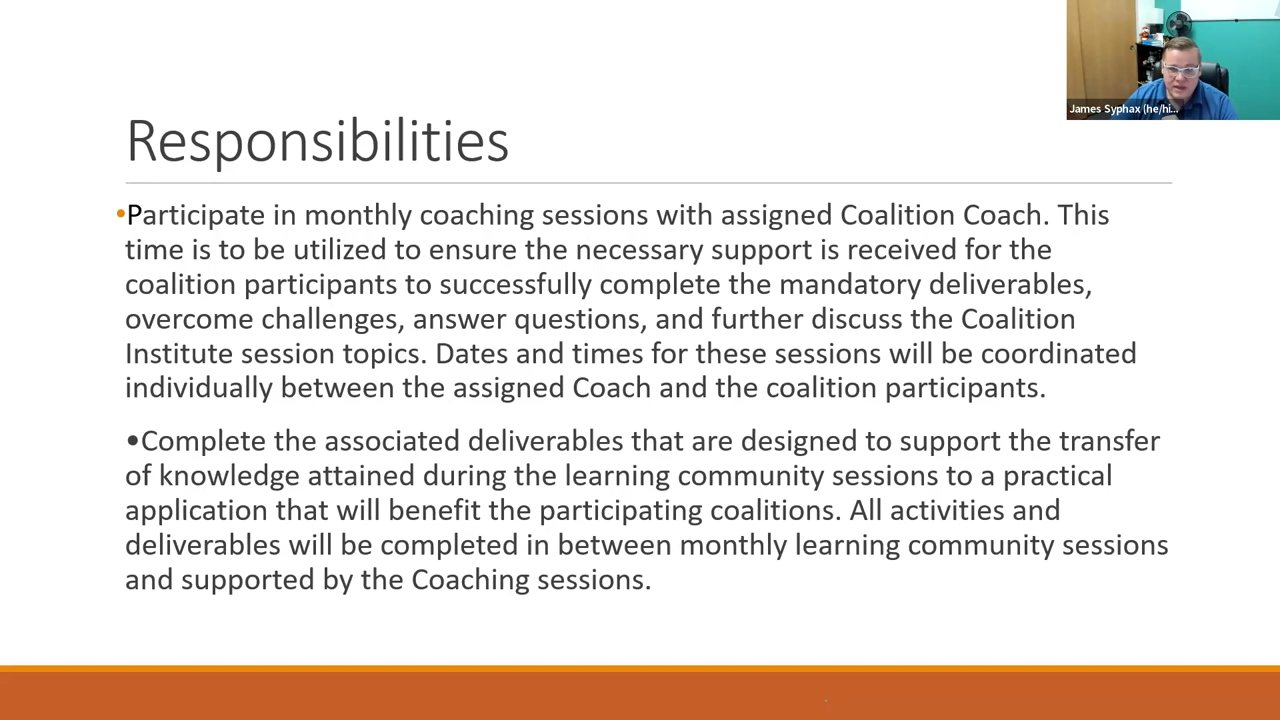 James Syphax (he/hi...
Responsibilities
•Participate in monthly coaching sessions with assigned Coalition Coach. This
time is to be utilized to ensure the necessary support is received for the
coalition participants to successfully complete the mandatory deliverables,
overcome challenges, answer questions, and further discuss the Coalition
Institute session topics. Dates and times for these sessions will be coordinated
individually between the assigned Coach and the coalition participants.
•Complete the associated deliverables that are designed to support the transfer
of knowledge attained during the learning community sessions to a practical
application that will benefit the participating coalitions. All activities and
deliverables will be completed in between monthly learning community sessions
and supported by the Coaching sessions.